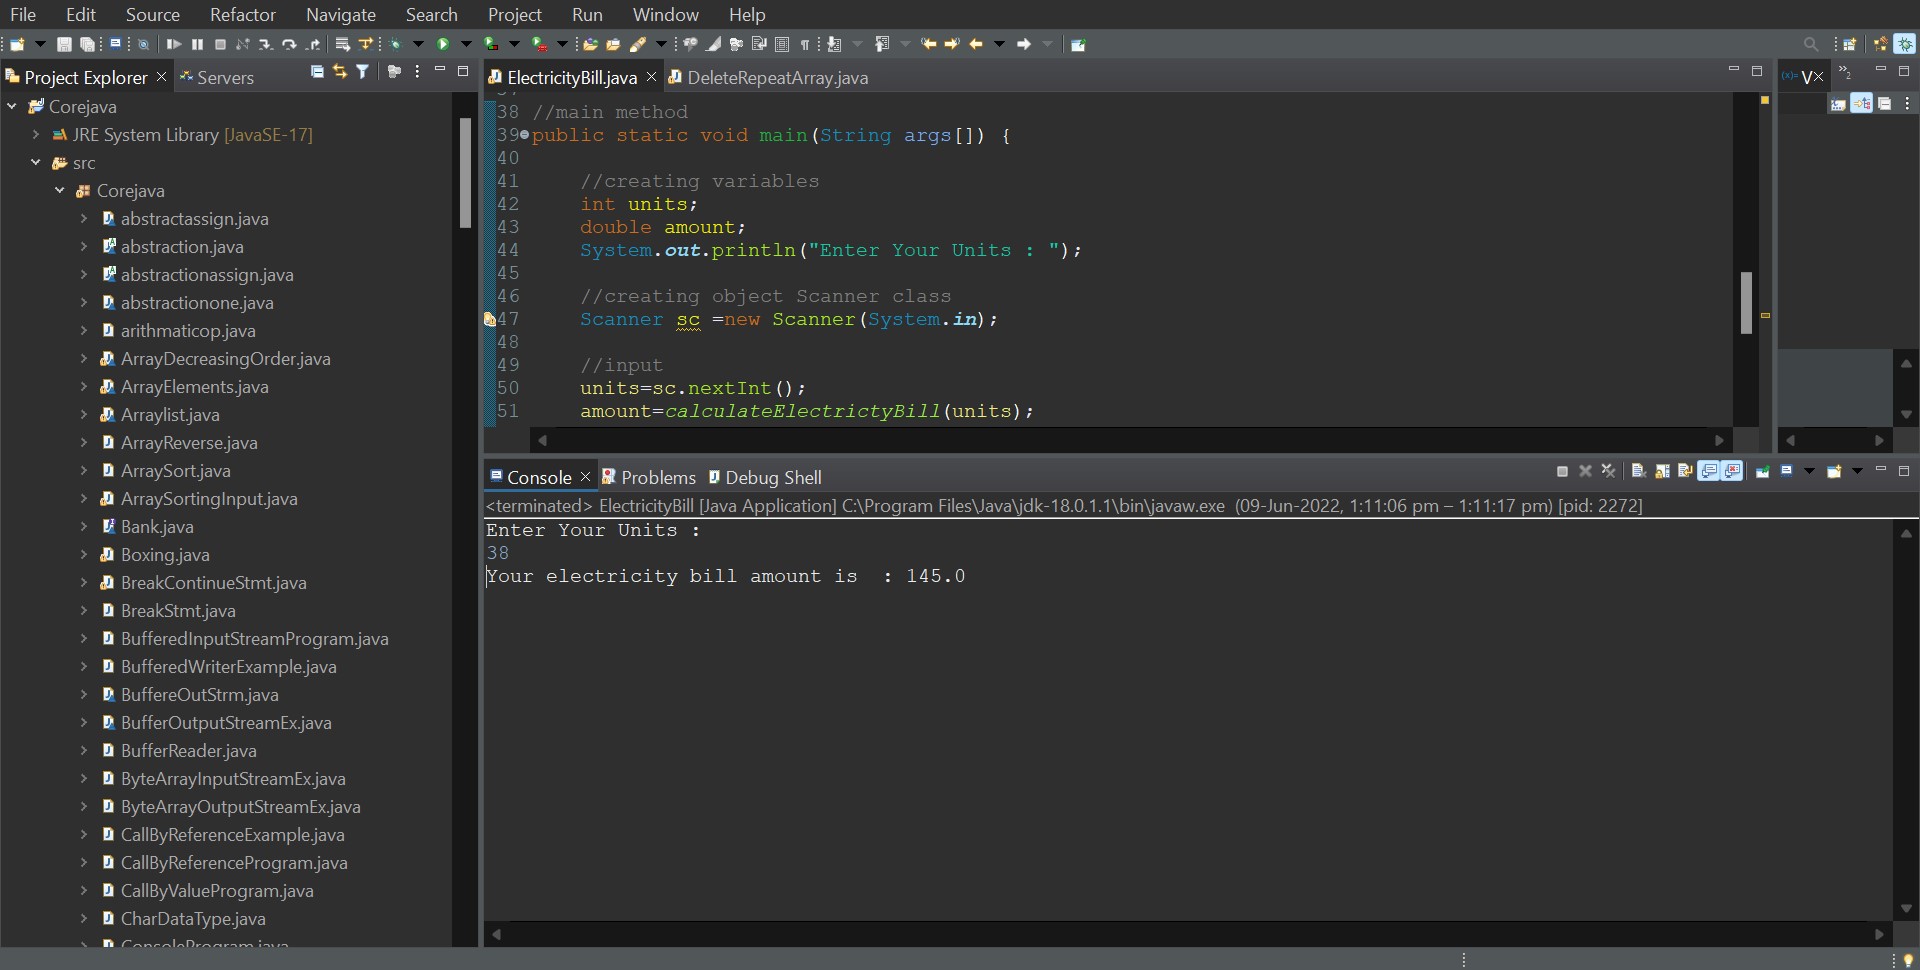 File Edit Source Refactor Navigate Search Project Run Window Help
Project Explorer Servers
Corejava
JRE System Library [JavaSE-17]
src
Corejava
abstractassign.java
abstraction.java
abstractionassign.java
abstractionone.java
arithmaticop.java
ArrayDecreasingOrder.java
ArrayElements.java
Arraylist.java
ArrayReverse.java
ArraySort.java
ArraySortingInput.java
Bank.java
Boxing.java
BreakContinueStmt.java
BreakStmt.java
BufferedInputStreamProgram.java
BufferedWriterExample.java
BuffereOutStrm.java
BufferOutputStreamEx.java
BufferReader.java
ByteArrayInputStreamEx.java
ByteArrayOutputStreamEx.java
CallByReferenceExample.java
CallByReferenceProgram.java
CallByValueProgram.java
CharDataType.java
ConsoleProgram.java
ElectricityBill.java DeleteRepeatArray.java
38 //main method
39 public static void main(String args[]) {
40
41 //creating variables
42 int units;
43 double amount;
44 System.out.println("Enter Your Units : ");
45
46 //creating object Scanner class
47 Scanner sc =new Scanner(System.in);
48
49 //input
50 units=sc.nextInt();
51 amount=calculateElectrictyBill(units);
(x)= V
2
Console Problems Debug Shell
<terminated> ElectricityBill [Java Application] C:\Program Files\Java\jdk-18.0.1.1\bin\javaw.exe (09-Jun-2022, 1:11:06 pm – 1:11:17 pm) [pid: 2272]
Enter Your Units :
38
Your electricity bill amount is : 145.0